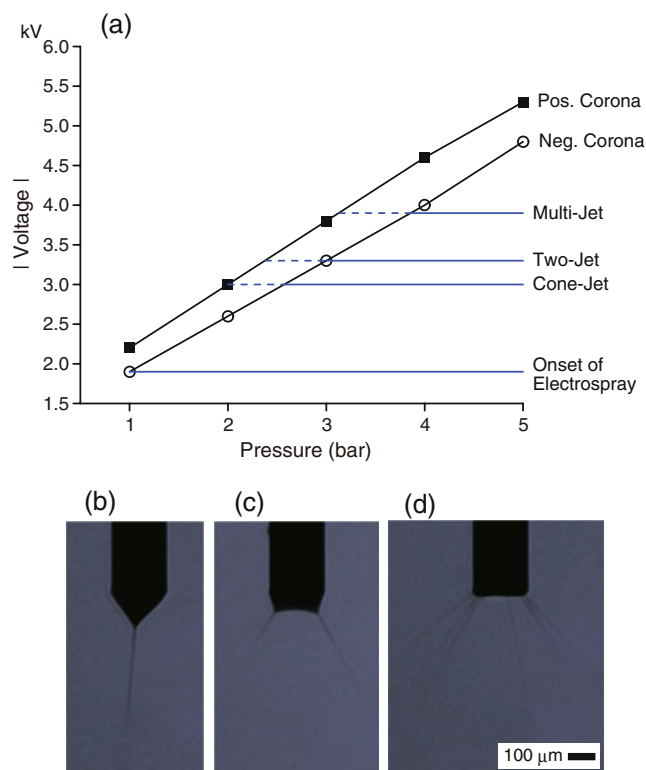 (a)
kV
6.0
5.5
5.0
4.5
4.0
3.5
3.0
2.5
2.0
1.5
| Voltage |
Pos. Corona
Neg. Corona
Multi-Jet
Two-Jet
Cone-Jet
Onset of
Electrospray
1 2 3 4 5
Pressure (bar)
(b) (c) (d)
100 μm